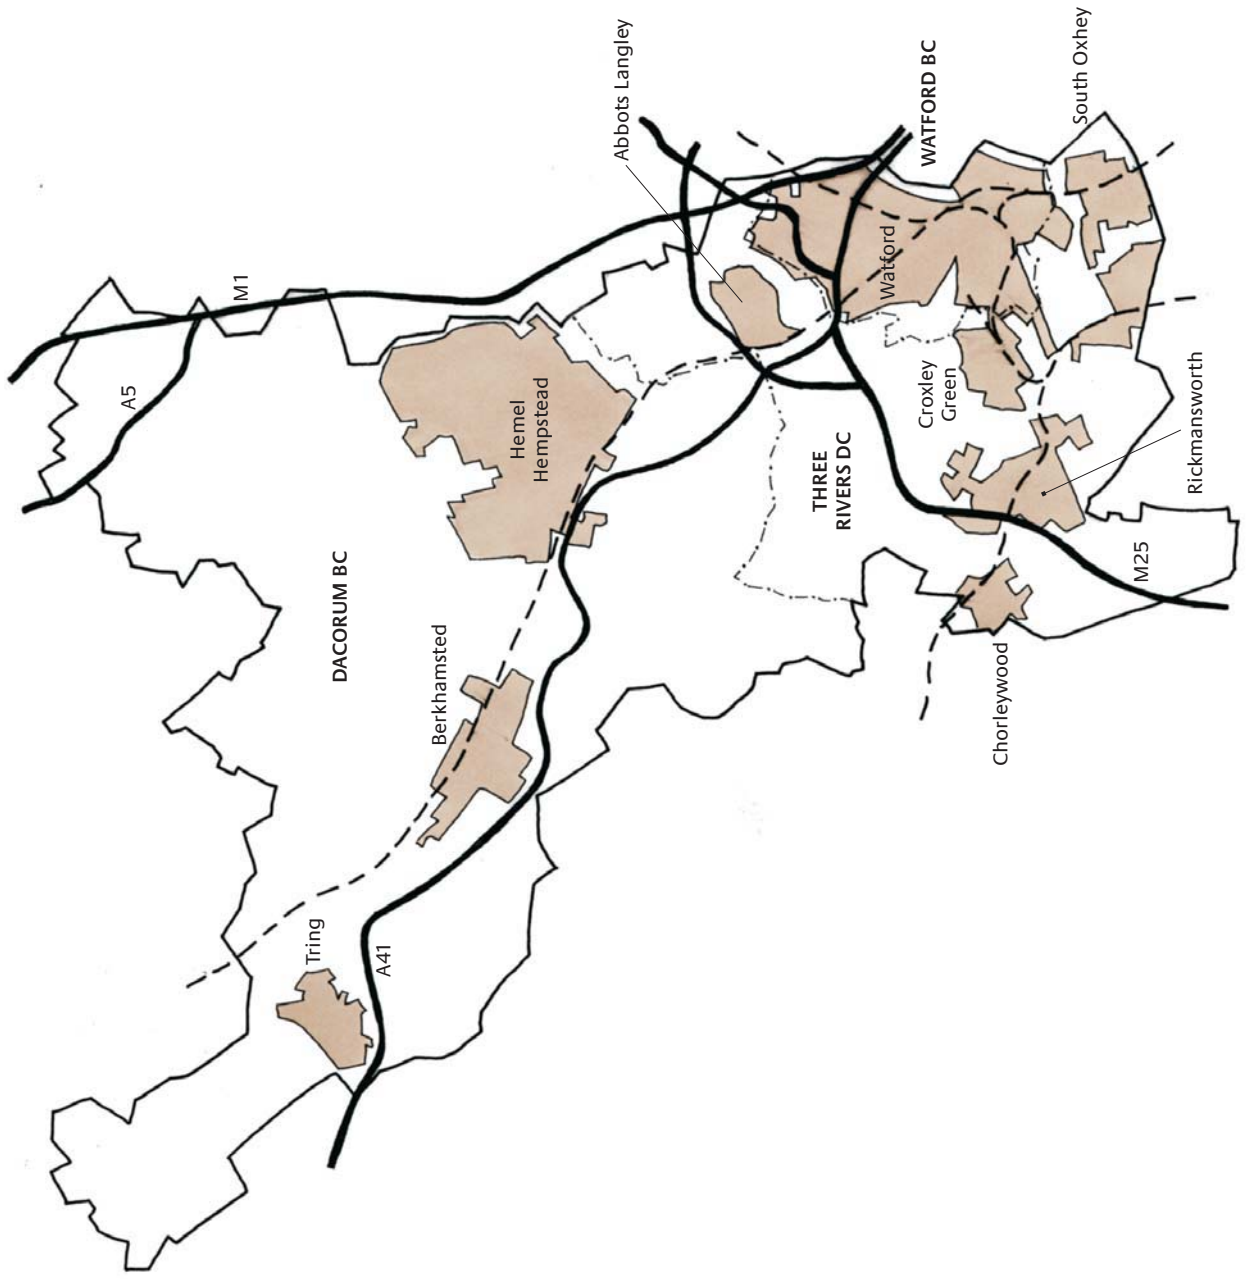 A5
M1
Tring
DACORUM BC
A41
Berkhamsted
Hemel
Hempstead
Abbots Langley
THREE
RIVERS DC
Watford
Croxley
Green
WATFORD BC
Chorleywood
South Oxhey
M25
Rickmansworth